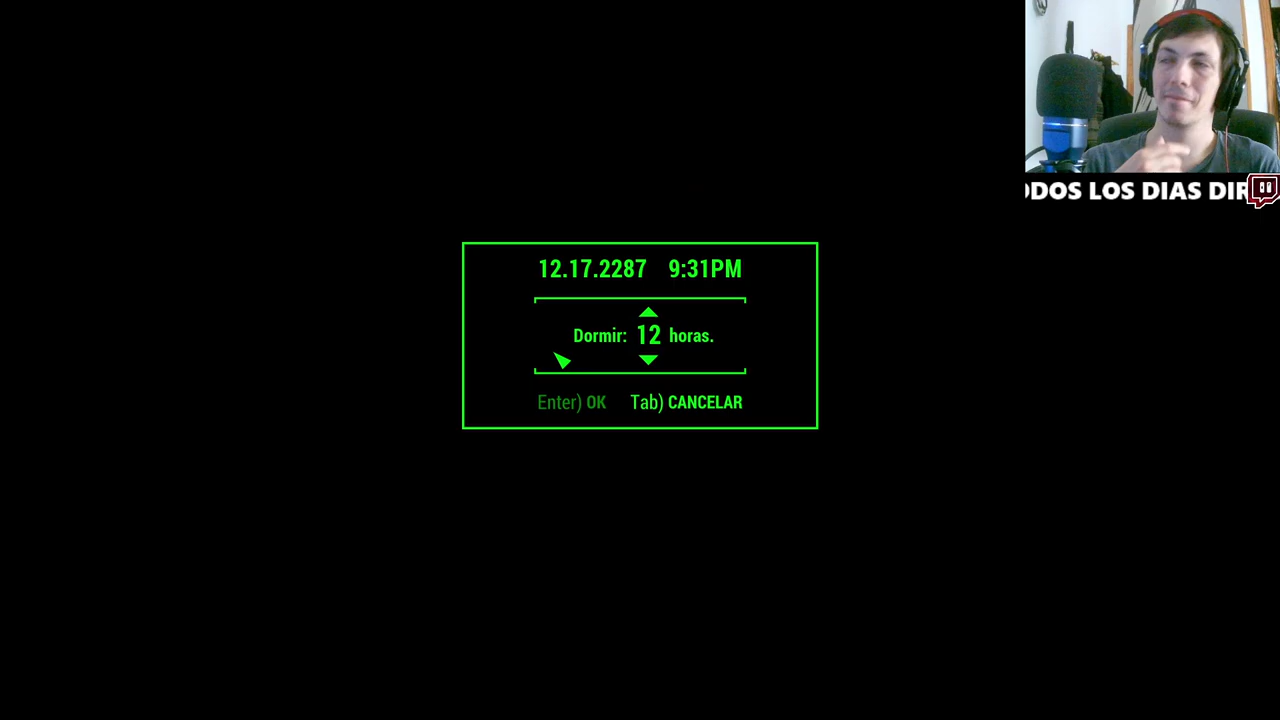 ODOS LOS DIAS DIR
12.17.2287 9:31PM
Dormir: 12 horas.
Enter) OK Tab) CANCELAR